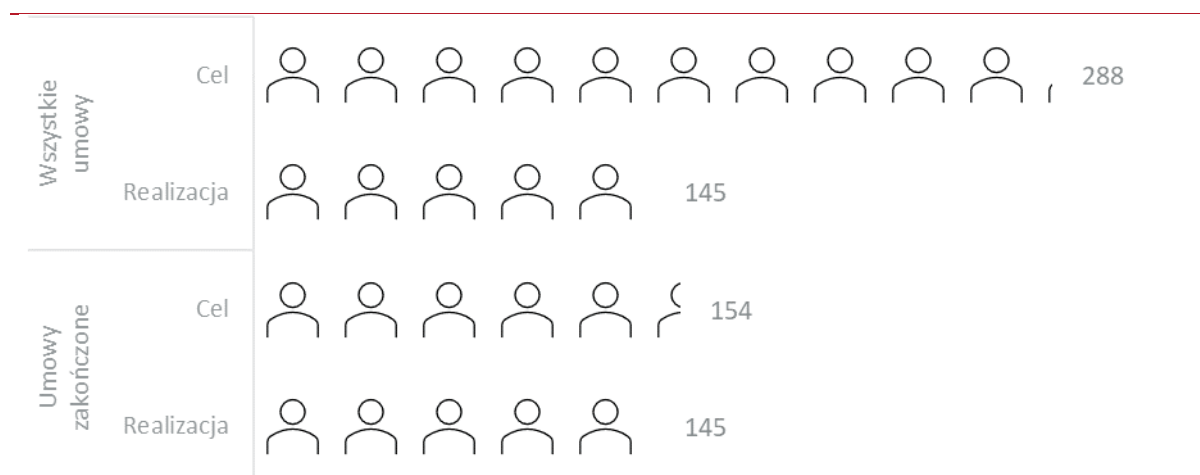 Wszystkie
umowy
Cel
288
Realizacja
145
Umowy
zakończone
Cel
154
Realizacja
145